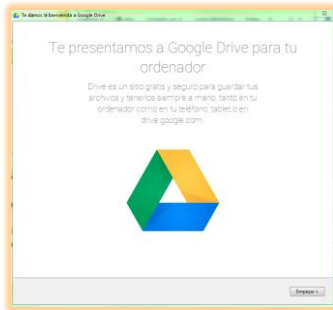 Te damos la bienvenida a Google Drive
Te presentamos a Google Drive para tu
ordenador
Drive es un sitio gratis y seguro para guardar tus
archivos y tenerlos siempre a mano, tanto en tu
ordenador como en tu teléfono, tablet o en
drive.google.com
Empezar >